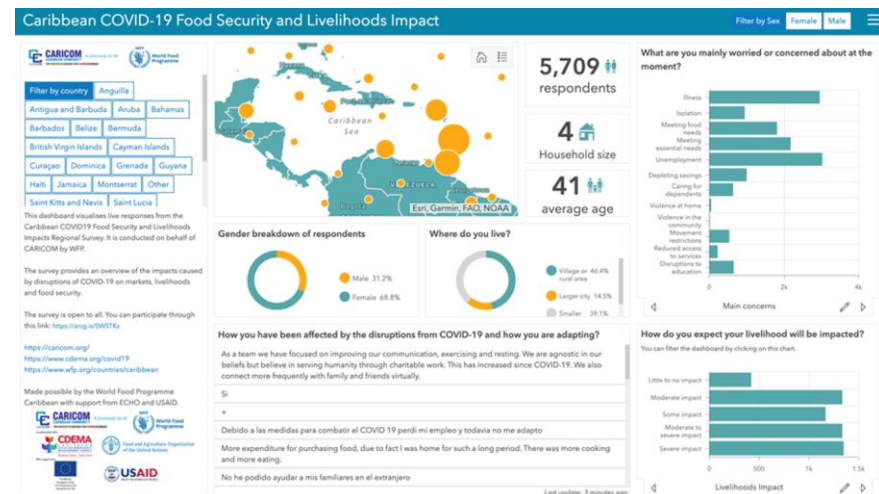 Caribbean COVID-19 Food Security and Livelihoods Impact
Filter by Sex Female Male
CARICOM
World Food Programme
Filter by country Anguilla
Antigua and Barbuda Aruba Bahamas
Barbados Belize Bermuda
British Virgin Islands Cayman Islands
Curaçao Dominica Grenada Guyana
Haiti Jamaica Montserrat Other
Saint Kitts and Nevis Saint Lucia
This dashboard visualises live responses from the
Caribbean COVID19 Food Security and Livelihoods
Impacts Regional Survey. It is conducted on behalf of
CARICOM by WFP.
The survey provides an overview of the impacts caused
by disruptions of COVID-19 on markets, livelihoods
and food security.
The survey is open to all. You can participate through
this link:
https://caricom.org/
https://www.cdema.org/covid19
https://www.wfp.org/countries/caribbean
Made possible by the World Food Programme
Caribbean with support from ECHO and USAID.
CARICOM
World Food Programme
CDEMA
Food and Agriculture Organization
of the United Nations
USAID
Caribbean
Sea
VENEZUELA
Bogota
Esri, Garmin, FAO, NOAA
5,709
respondents
4
Household size
41
average age
Gender breakdown of respondents
Male 31.2%
Female 68.8%
Where do you live?
Village or 46.4%
rural area
Larger city 14.5%
Smaller 39.1%
How you have been affected by the disruptions from COVID-19 and how you are adapting?
As a team we have focused on improving our communication, exercising and resting. We are agnostic in our
beliefs but believe in serving humanity through charitable work. This has increased since COVID-19. We also
connect more frequently with family and friends virtually.
Si
Debido a las medidas para combatir el COVID 19 perdi mi empleo y todavia no me adapto
More expenditure for purchasing food, due to fact I was home for such a long period. There was more cooking
and more eating.
No he podido ayudar a mis familiares en el extranjero
Last update: 3 minutes ago
What are you mainly worried or concerned about at the
moment?
Illness
Isolation
Meeting food
needs
Meeting
essential needs
Unemployment
Depleting savings
Caring for
dependents
Violence at home
Violence in the
community
Movement
restrictions
Reduced access
to services
Disruptions to
education
0 2k 4k
Main concerns
How do you expect your livelihood will be impacted?
You can filter the dashboard by clicking on this chart.
Little to no impact
Moderate impact
Some impact
Moderate to
severe impact
Severe impact
0 500 1k 1.5k
Livelihoods Impact